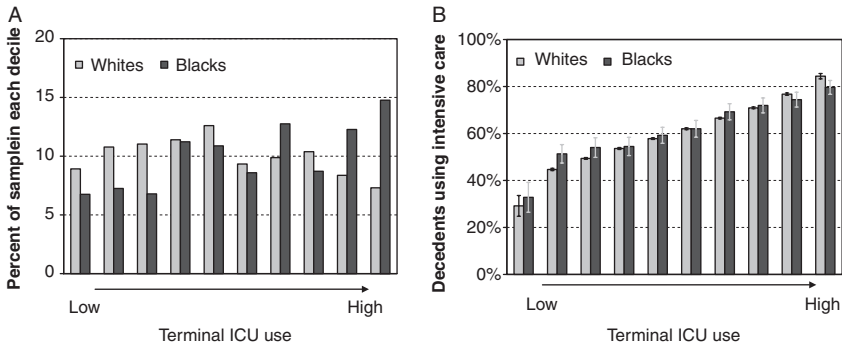 A
Percent of samplein each decile
20
15
10
5
0
Whites Blacks
Low High
Terminal ICU use
B
Decedents using intensive care
100%
80%
60%
40%
20%
0%
Whites Blacks
Low High
Terminal ICU use